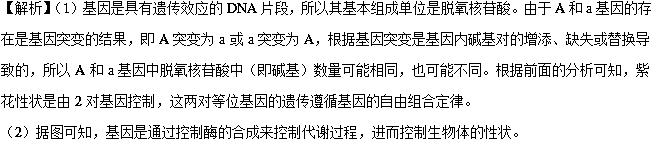 【解析】（1）基因是具有遗传效应的 DNA 片段，所以其基本组成单位是脱氧核苷酸。由于 A 和 a 基因的存
在是基因突变的结果，即 A 突变为 a 或 a 突变为 A，根据基因突变是基因内碱基对的增添、缺失或替换导
致的，所以 A 和 a 基因中脱氧核苷酸中（即碱基）数量可能相同，也可能不同。根据前面的分析可知，紫
花性状是由 2 对基因控制，这两对等位基因的遗传遵循基因的自由组合定律。
（2）据图可知，基因是通过控制酶的合成来控制代谢过程，进而控制生物体的性状。